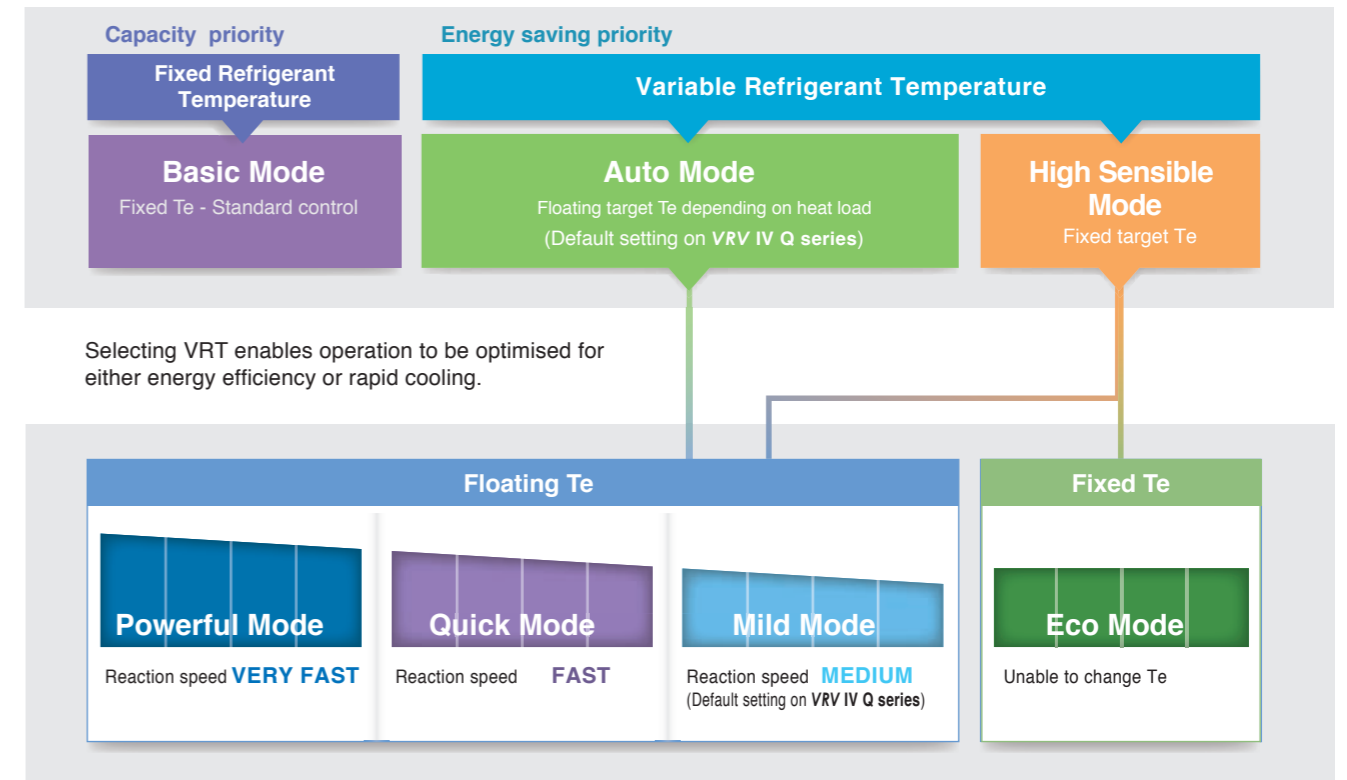 Capacity priority
Energy saving priority
Fixed Refrigerant
Temperature
Variable Refrigerant Temperature
Basic Mode
Fixed Te - Standard control
Auto Mode
Floating target Te depending on heat load
(Default setting on VRV IV Q series)
High Sensible
Mode
Fixed target Te
Selecting VRT enables operation to be optimised for
either energy efficiency or rapid cooling.
Floating Te
Fixed Te
Powerful Mode
Reaction speed VERY FAST
Quick Mode
Reaction speed FAST
Mild Mode
Reaction speed MEDIUM
(Default setting on VRV IV Q series)
Eco Mode
Unable to change Te